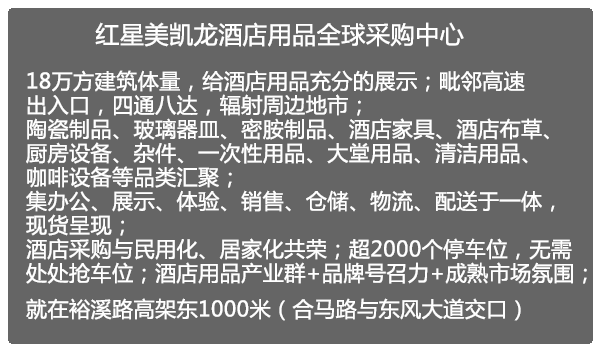 红星美凯龙酒店用品全球采购中心
18万方建筑体量，给酒店用品充分的展示；毗邻高速
出入口，四通八达，辐射周边地市；
陶瓷制品、玻璃器皿、密胺制品、酒店家具、酒店布草、
厨房设备、杂件、一次性用品、大堂用品、清洁用品、
咖啡设备等品类汇聚；
集办公、展示、体验、销售、仓储、物流、配送于一体，
现货呈现；
酒店采购与民用化、居家化共荣；超2000个停车位，无需
处处抢车位；酒店用品产业群+品牌号召力+成熟市场氛围；
就在裕溪路高架东1000米（合马路与东风大道交口）